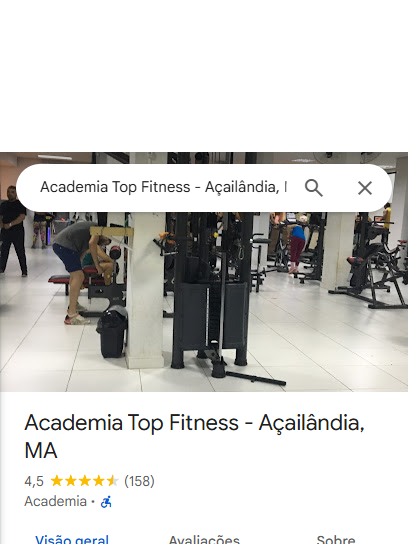 Academia Top Fitness - Açailândia,
Academia Top Fitness - Açailândia,
MA
4,5 (158)
Academia ·
Visão geral Avaliações Sobre